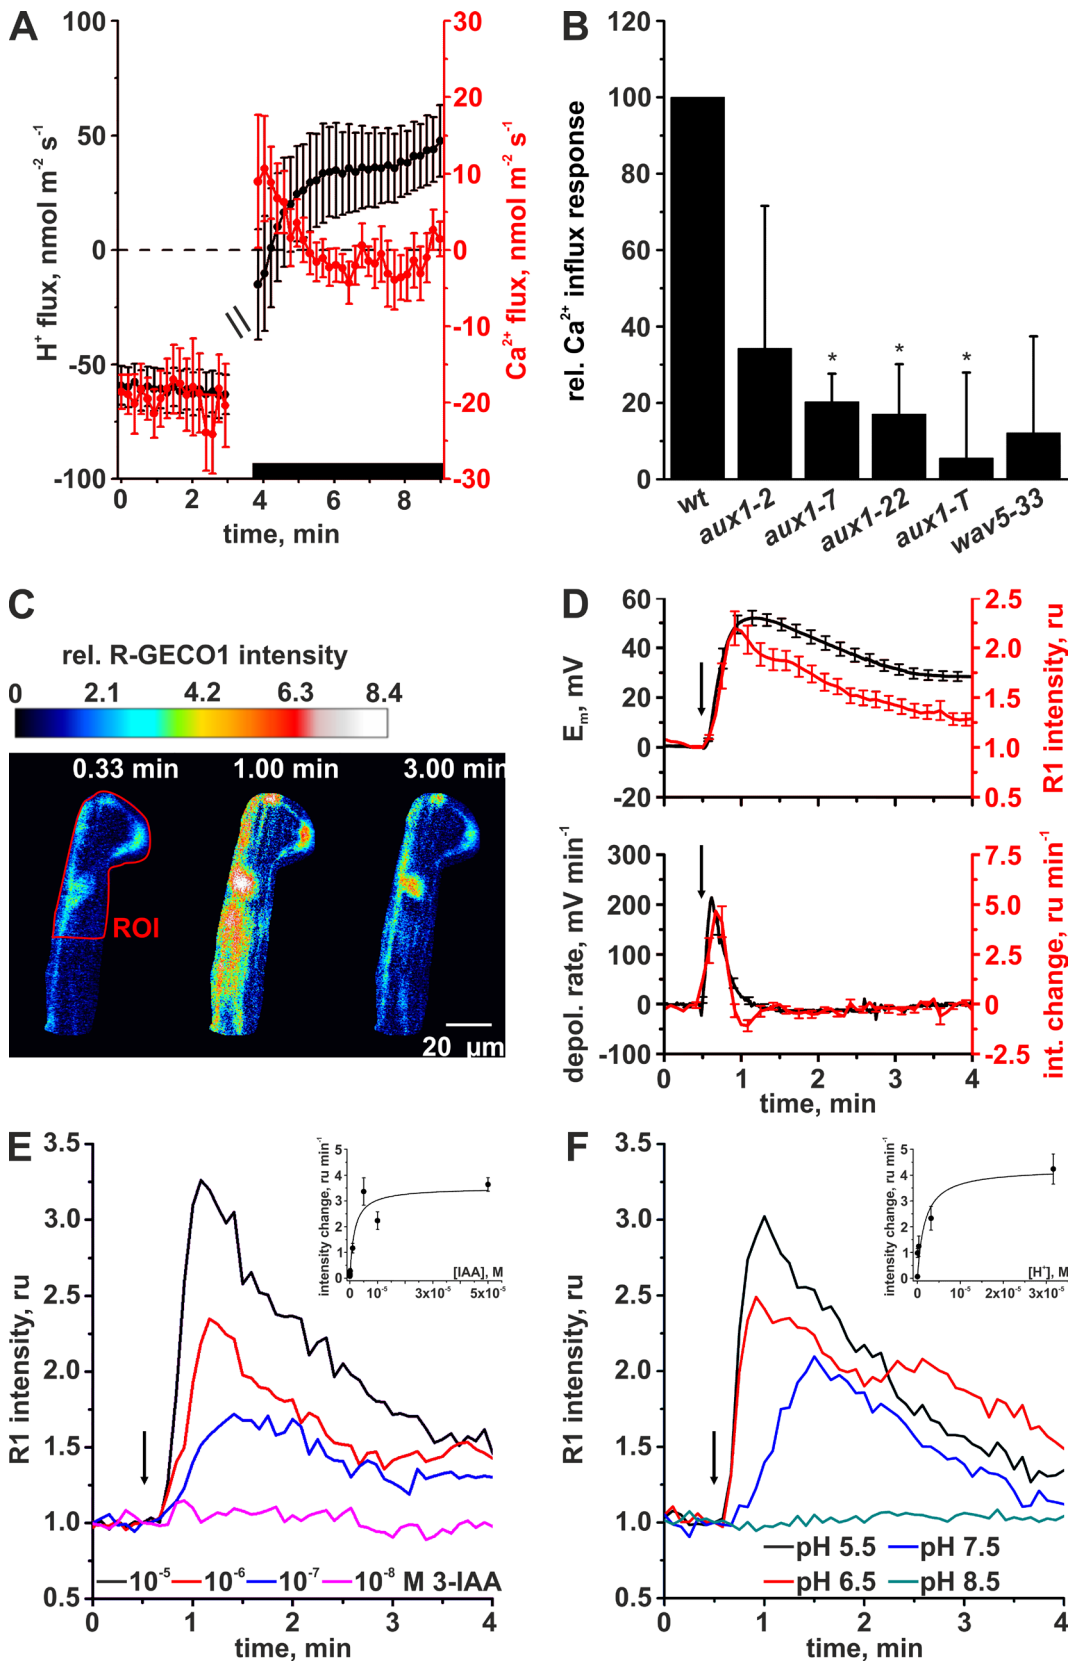 A
H⁺ flux, nmol m⁻² s⁻¹
100
50
0
-50
-100
Ca²⁺ flux, nmol m⁻² s⁻¹
30
20
10
0
-10
-20
-30
0 2 4 6 8
time, min
B
rel. Ca²⁺ influx response
120
100
80
60
40
20
0
* * *
wt aux1-2 aux1-7 aux1-22 aux1-T wav5-33
C
rel. R-GECO1 intensity
0 2.1 4.2 6.3 8.4
0.33 min 1.00 min 3.00 min
ROI
20 µm
D
Eₘ, mV
60
40
20
0
-20
R1 intensity, ru
2.5
2.0
1.5
1.0
0.5
depol. rate, mV min⁻¹
300
200
100
0
-100
int. change, ru min⁻¹
7.5
5.0
2.5
0
-2.5
0 1 2 3 4
time, min
E
R1 intensity, ru
3.5
3.0
2.5
2.0
1.5
1.0
0.5
intensity change, ru min⁻¹
5
4
3
2
1
0
[IAA], M
0 10⁻⁵ 3x10⁻⁵ 5x10⁻⁵
10⁻⁵ 10⁻⁶ 10⁻⁷ 10⁻⁸ M 3-IAA
0 1 2 3 4
time, min
F
R1 intensity, ru
3.5
3.0
2.5
2.0
1.5
1.0
0.5
intensity change, ru min⁻¹
5
4
3
2
1
0
[H⁺], M
0 10⁻⁵ 2x10⁻⁵ 3x10⁻⁵
pH 5.5 pH 7.5
pH 6.5 pH 8.5
0 1 2 3 4
time, min